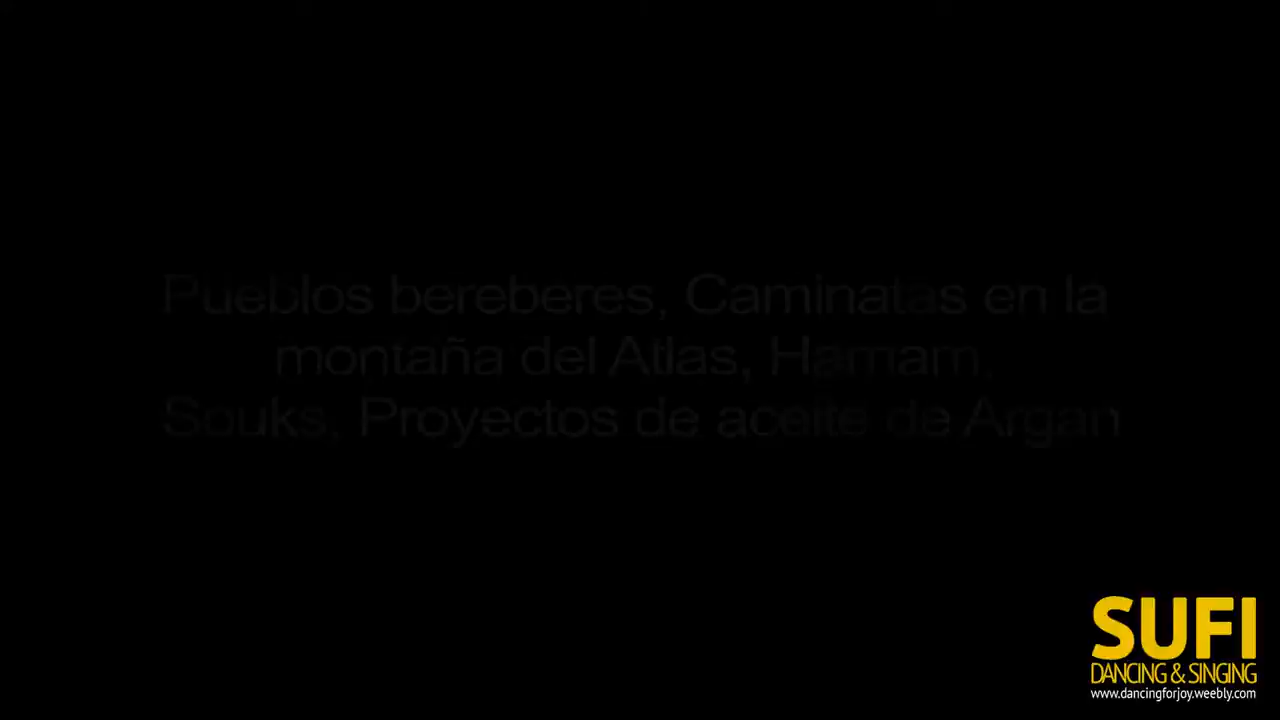 Pueblos bereberes, Caminatas en la
montaña del Atlas, Hamam,
Souks, Proyectos de aceite de Argan
SUFI
DANCING & SINGING
www.dancingforjoy.weebly.com